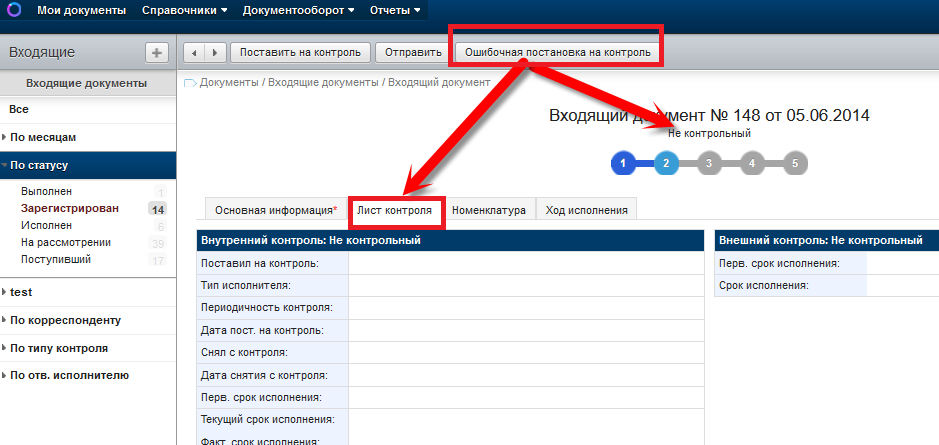 Мои документы Справочники Документооборот Отчеты
Входящие
+
Поставить на контроль Отправить Ошибочная постановка на контроль
Входящие документы
Все
По месяцам
По статусу
Выполнен 1
Зарегистрирован 14
Исполнен 6
На рассмотрении 39
Поступивший 17
test
По корреспонденту
По типу контроля
По отв. исполнителю
Документы / Входящие документы / Входящий документ
Входящий документ № 148 от 05.06.2014
Не контрольный
1 2 3 4 5
Основная информация* Лист контроля Номенклатура Ход исполнения
Внутренний контроль: Не контрольный
Поставил на контроль:
Тип исполнителя:
Периодичность контроля:
Дата пост. на контроль:
Снял с контроля:
Дата снятия с контроля:
Перв. срок исполнения:
Текущий срок исполнения:
Факт. срок исполнения:
Внешний контроль: Не контрольный
Перв. срок исполнения:
Срок исполнения: